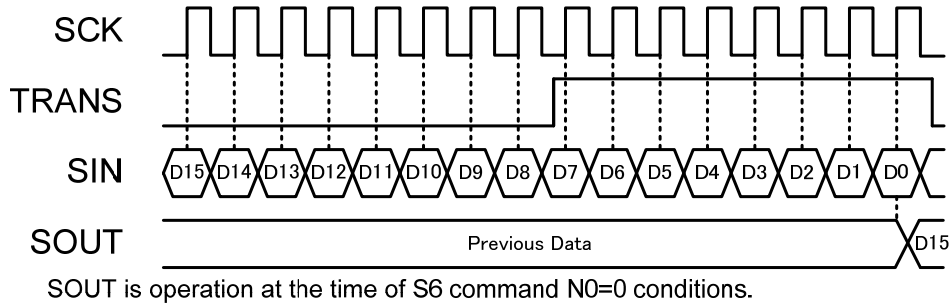 SCK
TRANS
SIN
D15 D14 D13 D12 D11 D10 D9 D8 D7 D6 D5 D4 D3 D2 D1 D0
SOUT
Previous Data
D15
SOUT is operation at the time of S6 command N0=0 conditions.